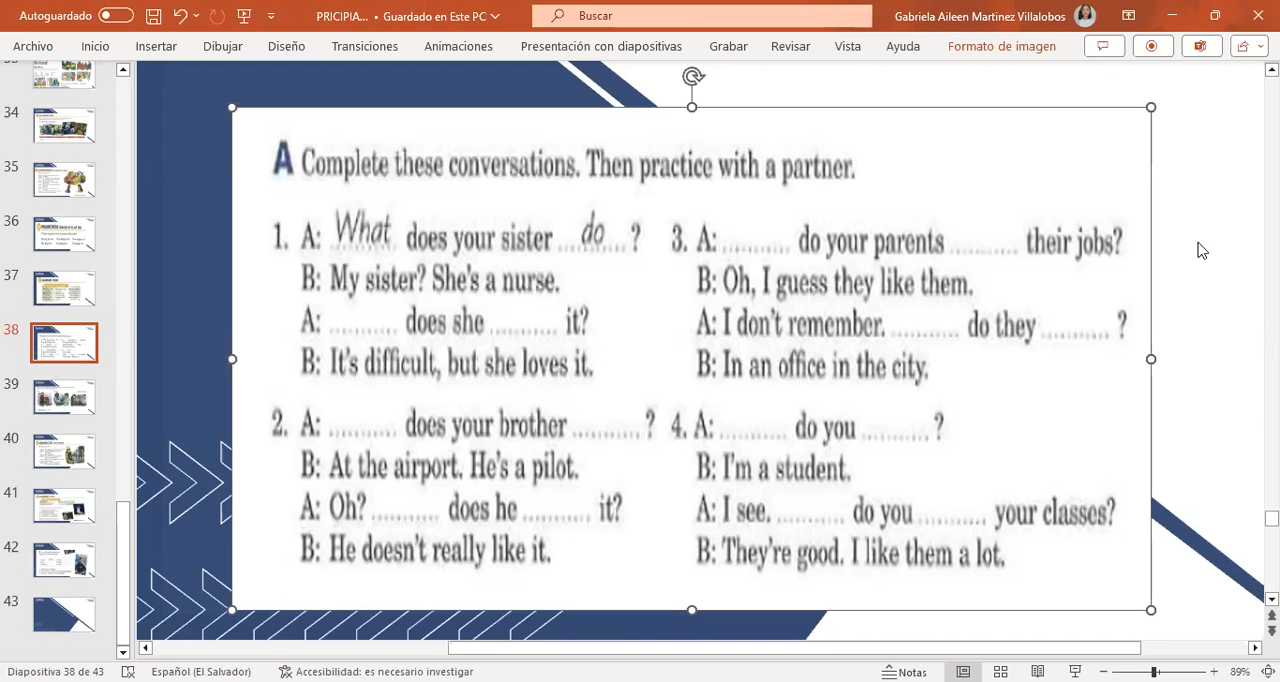 Autoguardado
PRICIPIA... • Guardado en Este PC
Buscar
Gabriela Aileen Martinez Villalobos
Archivo Inicio Insertar Dibujar Diseño Transiciones Animaciones Presentación con diapositivas Grabar Revisar Vista Ayuda Formato de imagen
34
35
36
37
38
39
40
41
42
43
A Complete these conversations. Then practice with a partner.
1. A: What does your sister ...do...?
B: My sister? She's a nurse.
A: .......... does she .......... it?
B: It's difficult, but she loves it.
2. A: .......... does your brother ..........?
B: At the airport. He's a pilot.
A: Oh? .......... does he .......... it?
B: He doesn't really like it.
3. A: .......... do your parents .......... their jobs?
B: Oh, I guess they like them.
A: I don't remember. .......... do they ..........?
B: In an office in the city.
4. A: .......... do you ..........?
B: I'm a student.
A: I see. .......... do you .......... your classes?
B: They're good. I like them a lot.
Diapositiva 38 de 43 Español (El Salvador) Accesibilidad: es necesario investigar Notas 89%